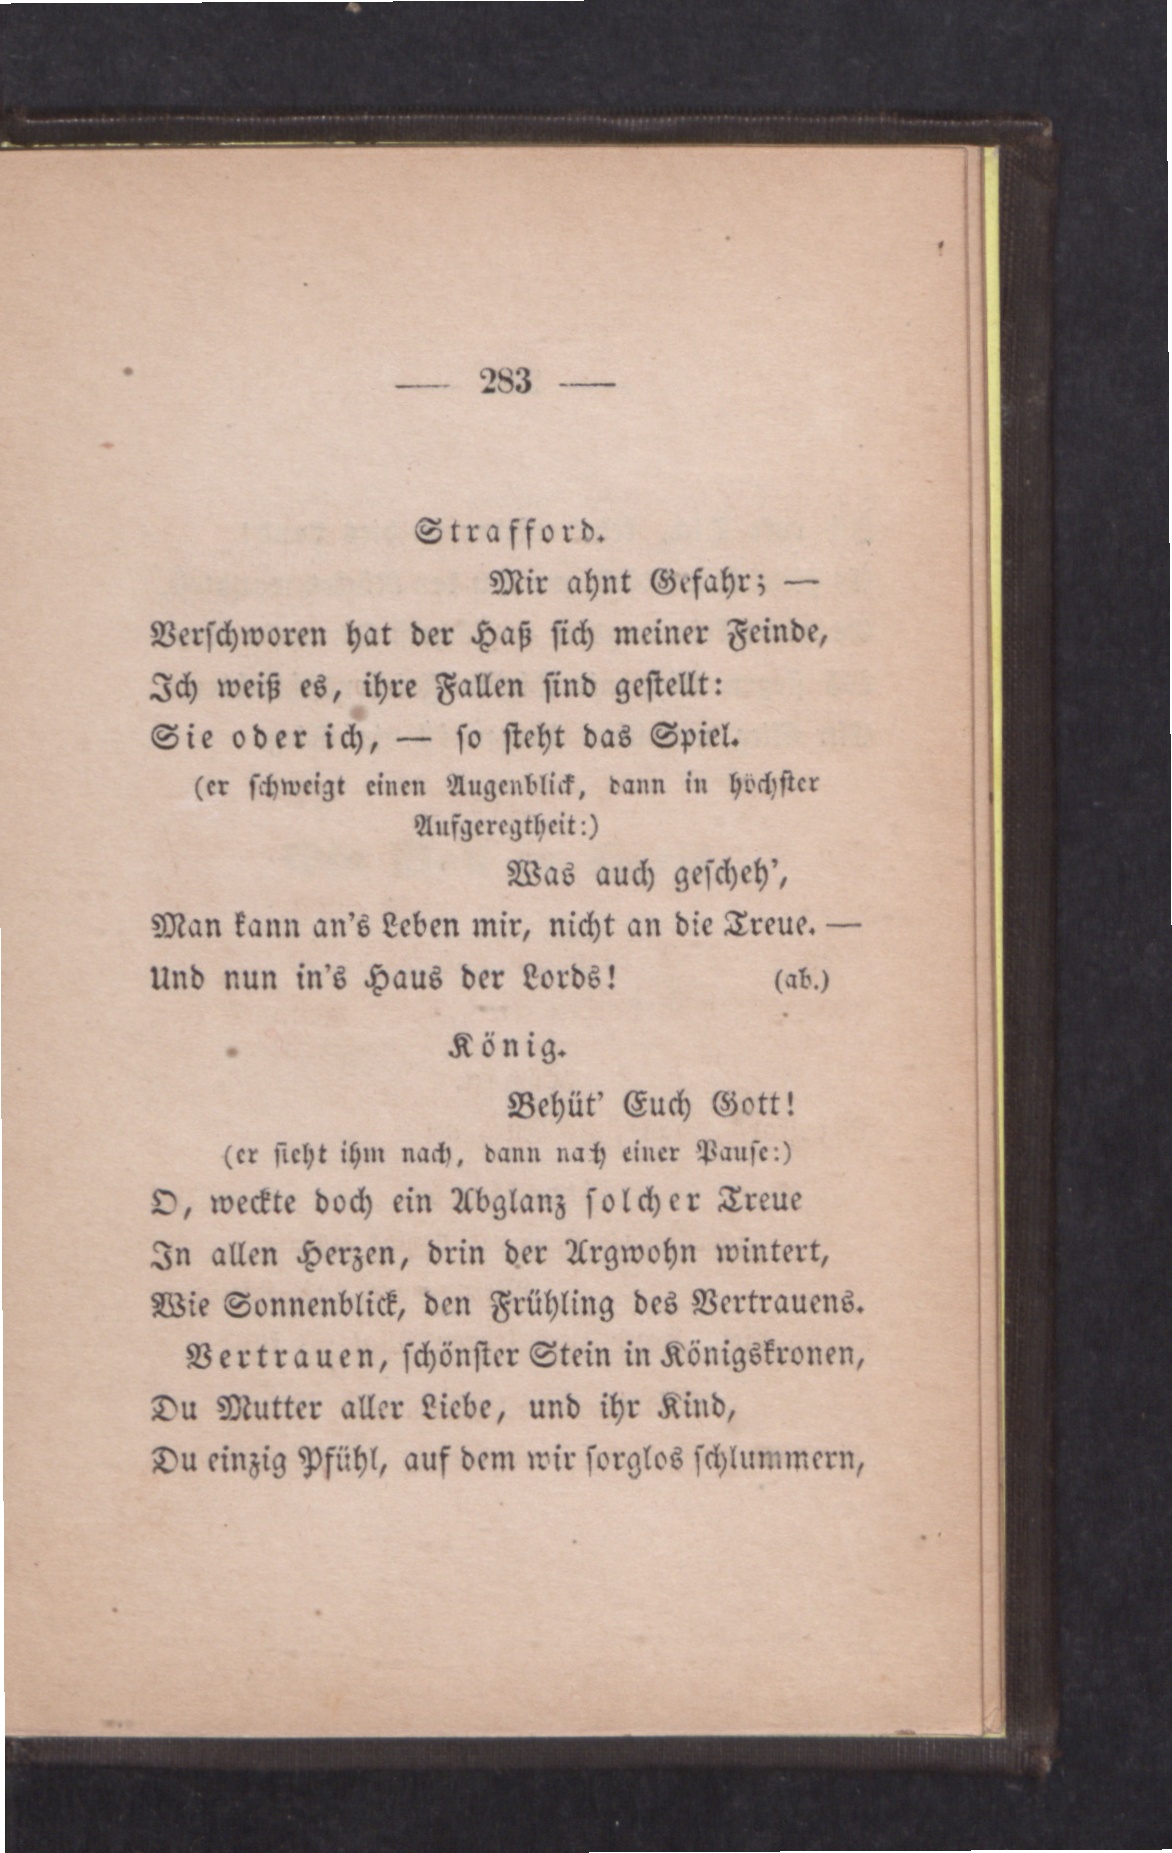 — 283 —
Strafford.
Mir ahnt Gefahr; —
Verschworen hat der Haß sich meiner Feinde,
Ich weiß es, ihre Fallen sind gestellt:
Sie oder ich, — so steht das Spiel.
(er schweigt einen Augenblick, dann in höchster
Aufgeregtheit:)
Was auch gescheh’,
Man kann an’s Leben mir, nicht an die Treue. —
Und nun in’s Haus der Lords! (ab.)
König.
Behüt’ Euch Gott!
(er sieht ihm nach, dann nach einer Pause:)
O, weckte doch ein Abglanz solcher Treue
In allen Herzen, drin der Argwohn wintert,
Wie Sonnenblick, den Frühling des Vertrauens.
Vertrauen, schönster Stein in Königskronen,
Du Mutter aller Liebe, und ihr Kind,
Du einzig Pfühl, auf dem wir sorglos schlummern,